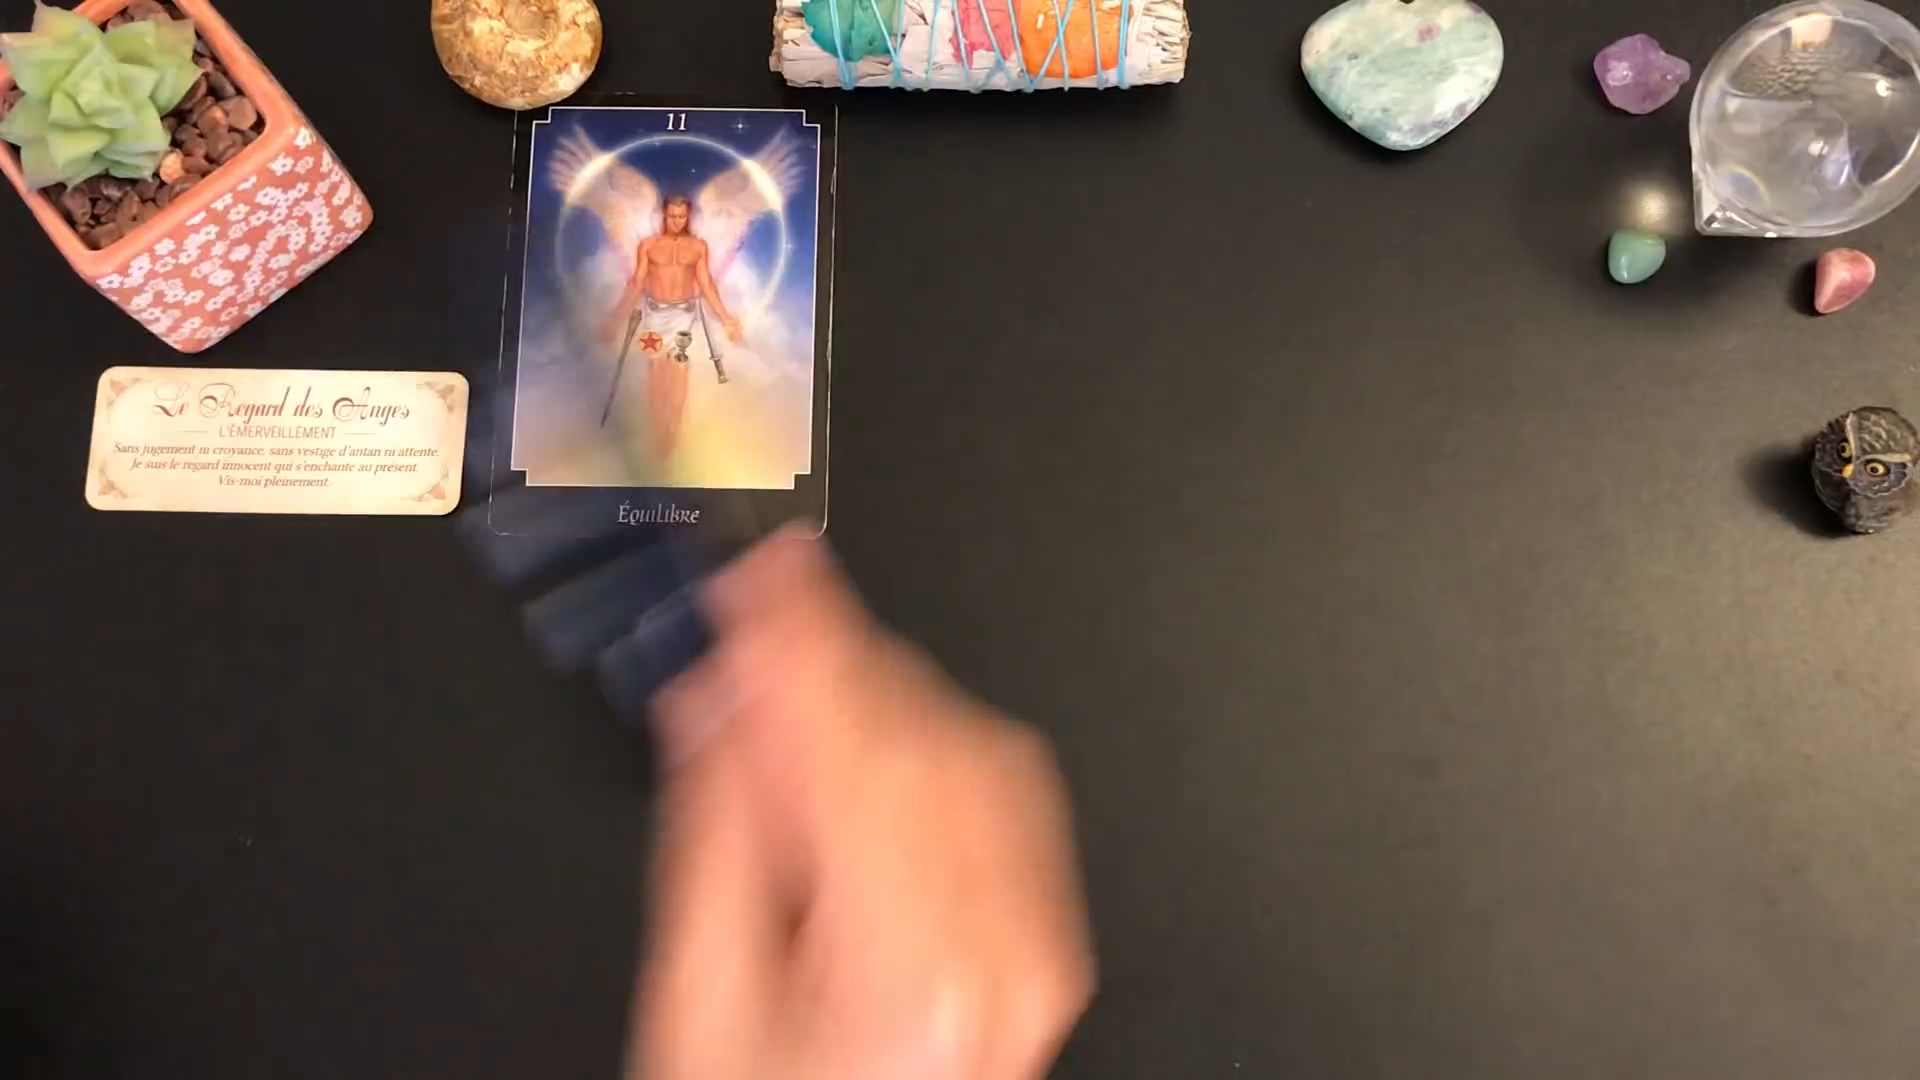 11
Équilibre
Le Regard des Anges
L'ÉMERVEILLEMENT
Sans jugement ni croyance, sans vestige d'antan ni attente.
Je suis le regard innocent qui s'enchante au présent.
Vis-moi pleinement.